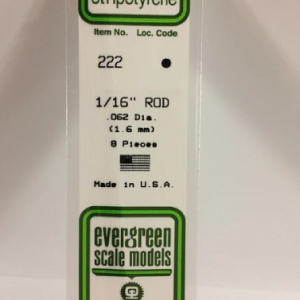 Item No. Loc. Code
222
1/16" ROD
.062 Dia.
(1.6 mm)
8 Pieces
Made in U.S.A.
evergreen
scale models